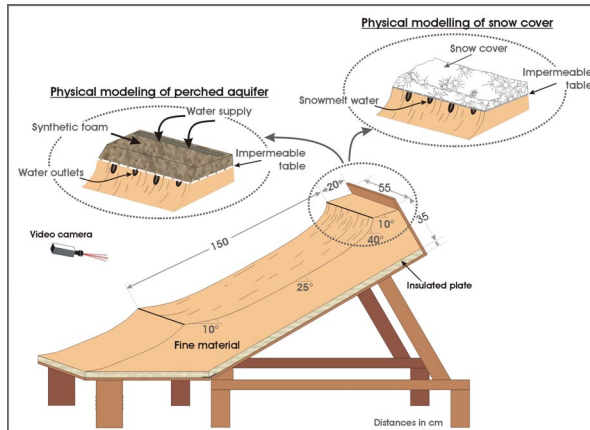 Physical modelling of snow cover
Snow cover
Impermeable
table
Snowmelt water
Physical modeling of perched aquifer
Water supply
Synthetic foam
Impermeable
table
Water outlets
20
55
35
10°
40°
5
150
Video camera
25°
Insulated plate
10°
Fine material
Distances in cm